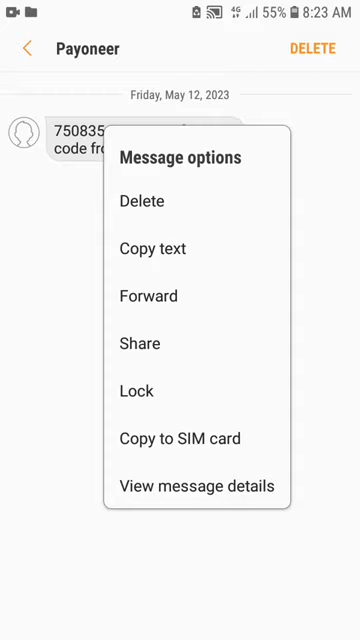 4G 55% 8:23 AM
Payoneer DELETE
Friday, May 12, 2023
750835
code fro
Message options
Delete
Copy text
Forward
Share
Lock
Copy to SIM card
View message details